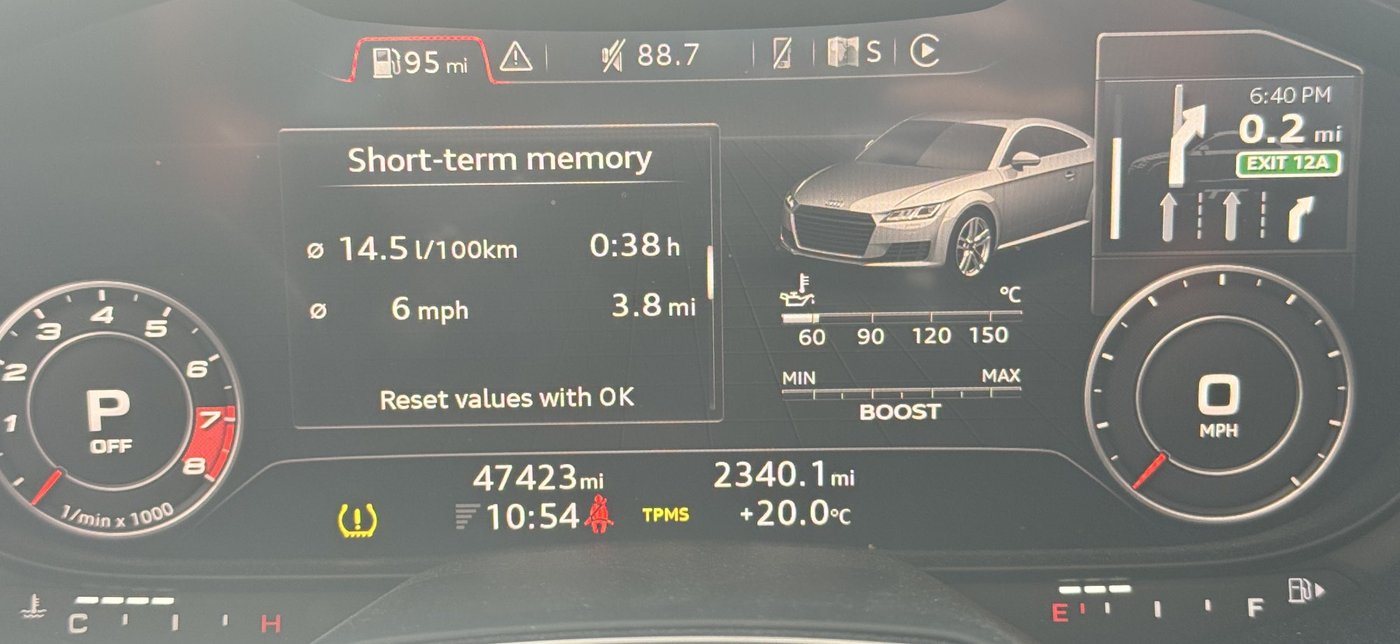 95 mi
88.7
S
6:40 PM
0.2 mi
EXIT 12A
Short-term memory
ø 14.5 l/100km 0:38 h
ø 6 mph 3.8 mi
Reset values with OK
°C
60 90 120 150
MIN MAX
BOOST
1 2 3 4 5 6 7 8
P
OFF
1/min x 1000
0
MPH
47423mi 2340.1mi
10:54 TPMS +20.0°C
C H
E F